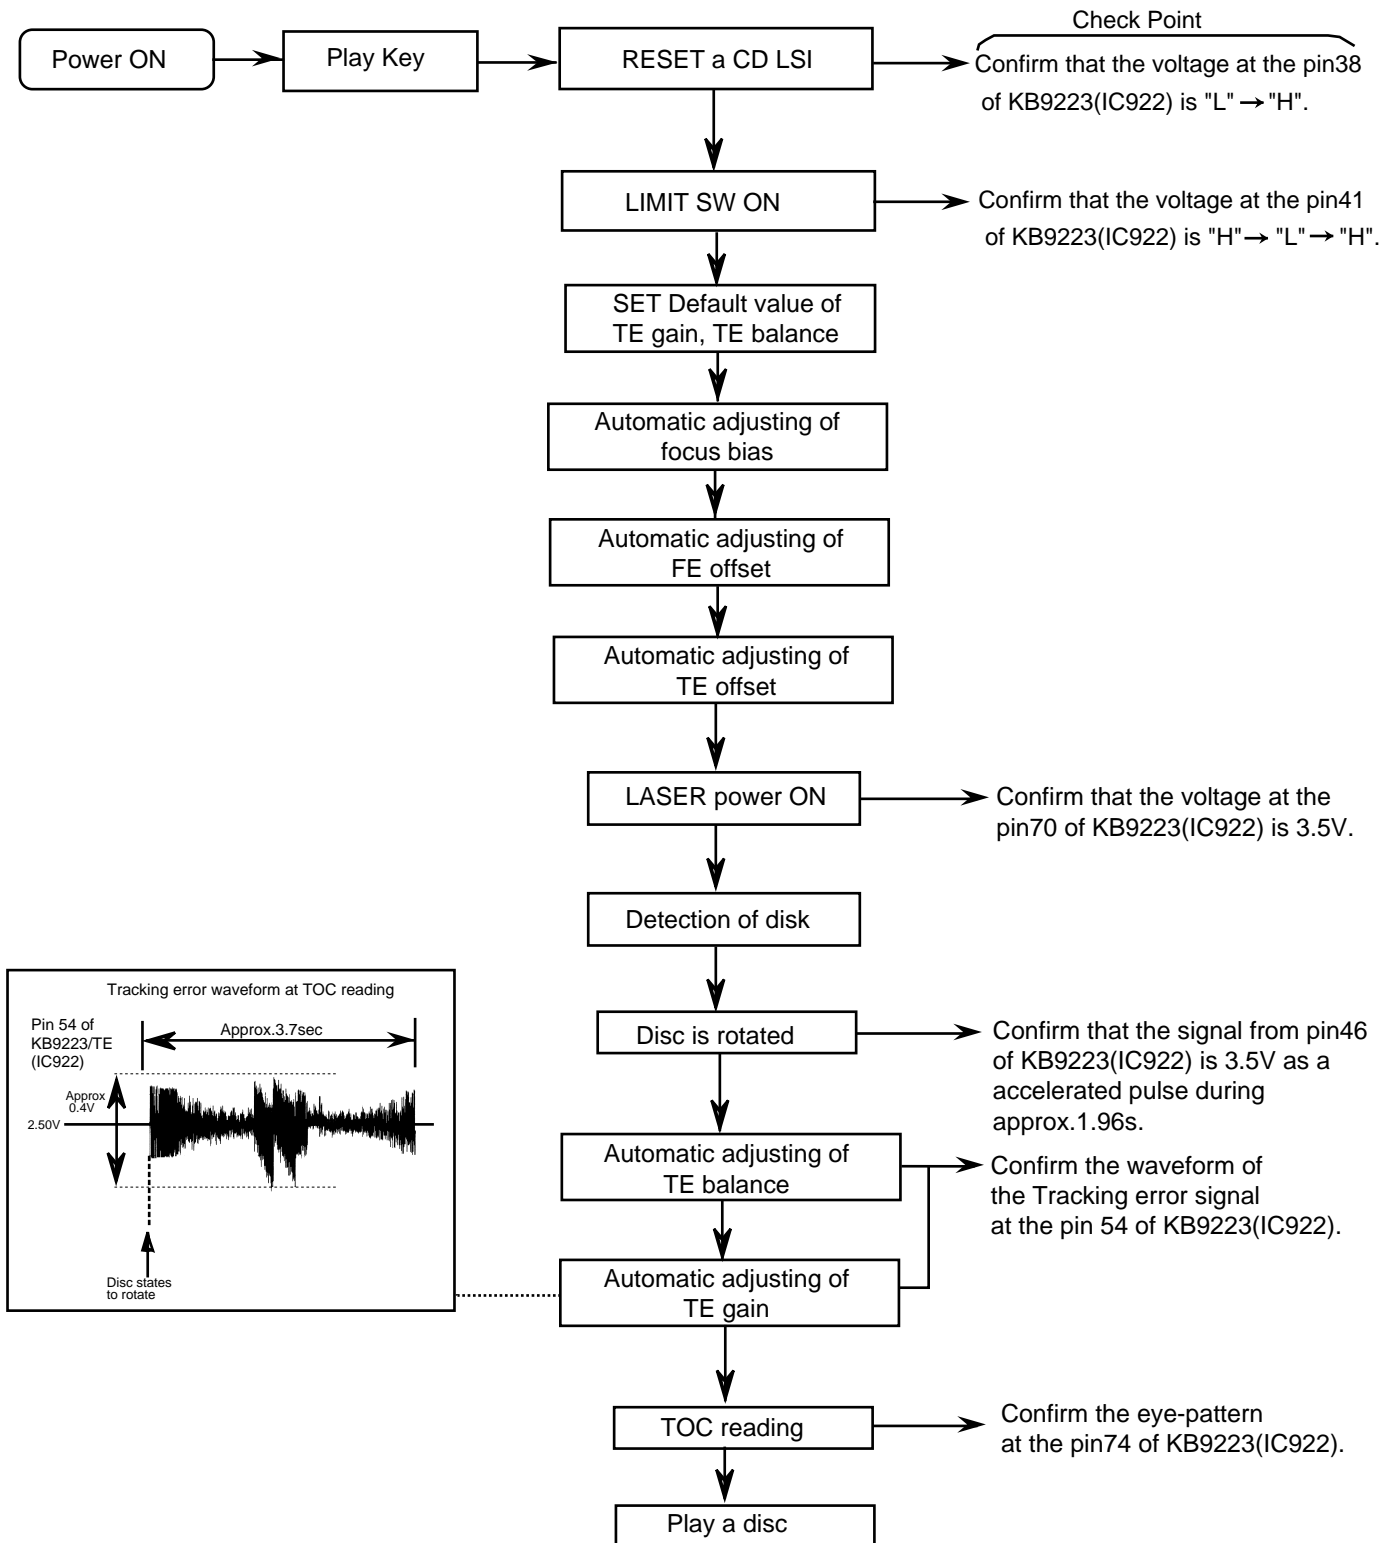 Check Point
Power ON
Play Key
RESET a CD LSI
Confirm that the voltage at the pin38
of KB9223(IC922) is "L" → "H".
LIMIT SW ON
Confirm that the voltage at the pin41
of KB9223(IC922) is "H" → "L" → "H".
SET Default value of
TE gain, TE balance
Automatic adjusting of
focus bias
Automatic adjusting of
FE offset
Automatic adjusting of
TE offset
LASER power ON
Confirm that the voltage at the
pin70 of KB9223(IC922) is 3.5V.
Detection of disk
Disc is rotated
Confirm that the signal from pin46
of KB9223(IC922) is 3.5V as a
accelerated pulse during
approx.1.96s.
Automatic adjusting of
TE balance
Confirm the waveform of
the Tracking error signal
at the pin 54 of KB9223(IC922).
Automatic adjusting of
TE gain
Tracking error waveform at TOC reading
Pin 54 of
KB9223/TE
(IC922)
Approx.3.7sec
Approx
0.4V
2.50V
Disc states
to rotate
TOC reading
Confirm the eye-pattern
at the pin74 of KB9223(IC922).
Play a disc